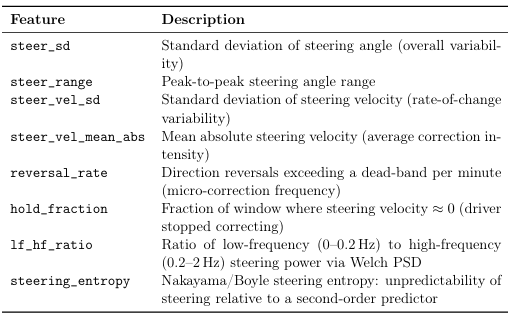 Feature Description
steer_sd Standard deviation of steering angle (overall variabil-
ity)
steer_range Peak-to-peak steering angle range
steer_vel_sd Standard deviation of steering velocity (rate-of-change
variability)
steer_vel_mean_abs Mean absolute steering velocity (average correction in-
tensity)
reversal_rate Direction reversals exceeding a dead-band per minute
(micro-correction frequency)
hold_fraction Fraction of window where steering velocity ≈ 0 (driver
stopped correcting)
lf_hf_ratio Ratio of low-frequency (0–0.2 Hz) to high-frequency
(0.2–2 Hz) steering power via Welch PSD
steering_entropy Nakayama/Boyle steering entropy: unpredictability of
steering relative to a second-order predictor